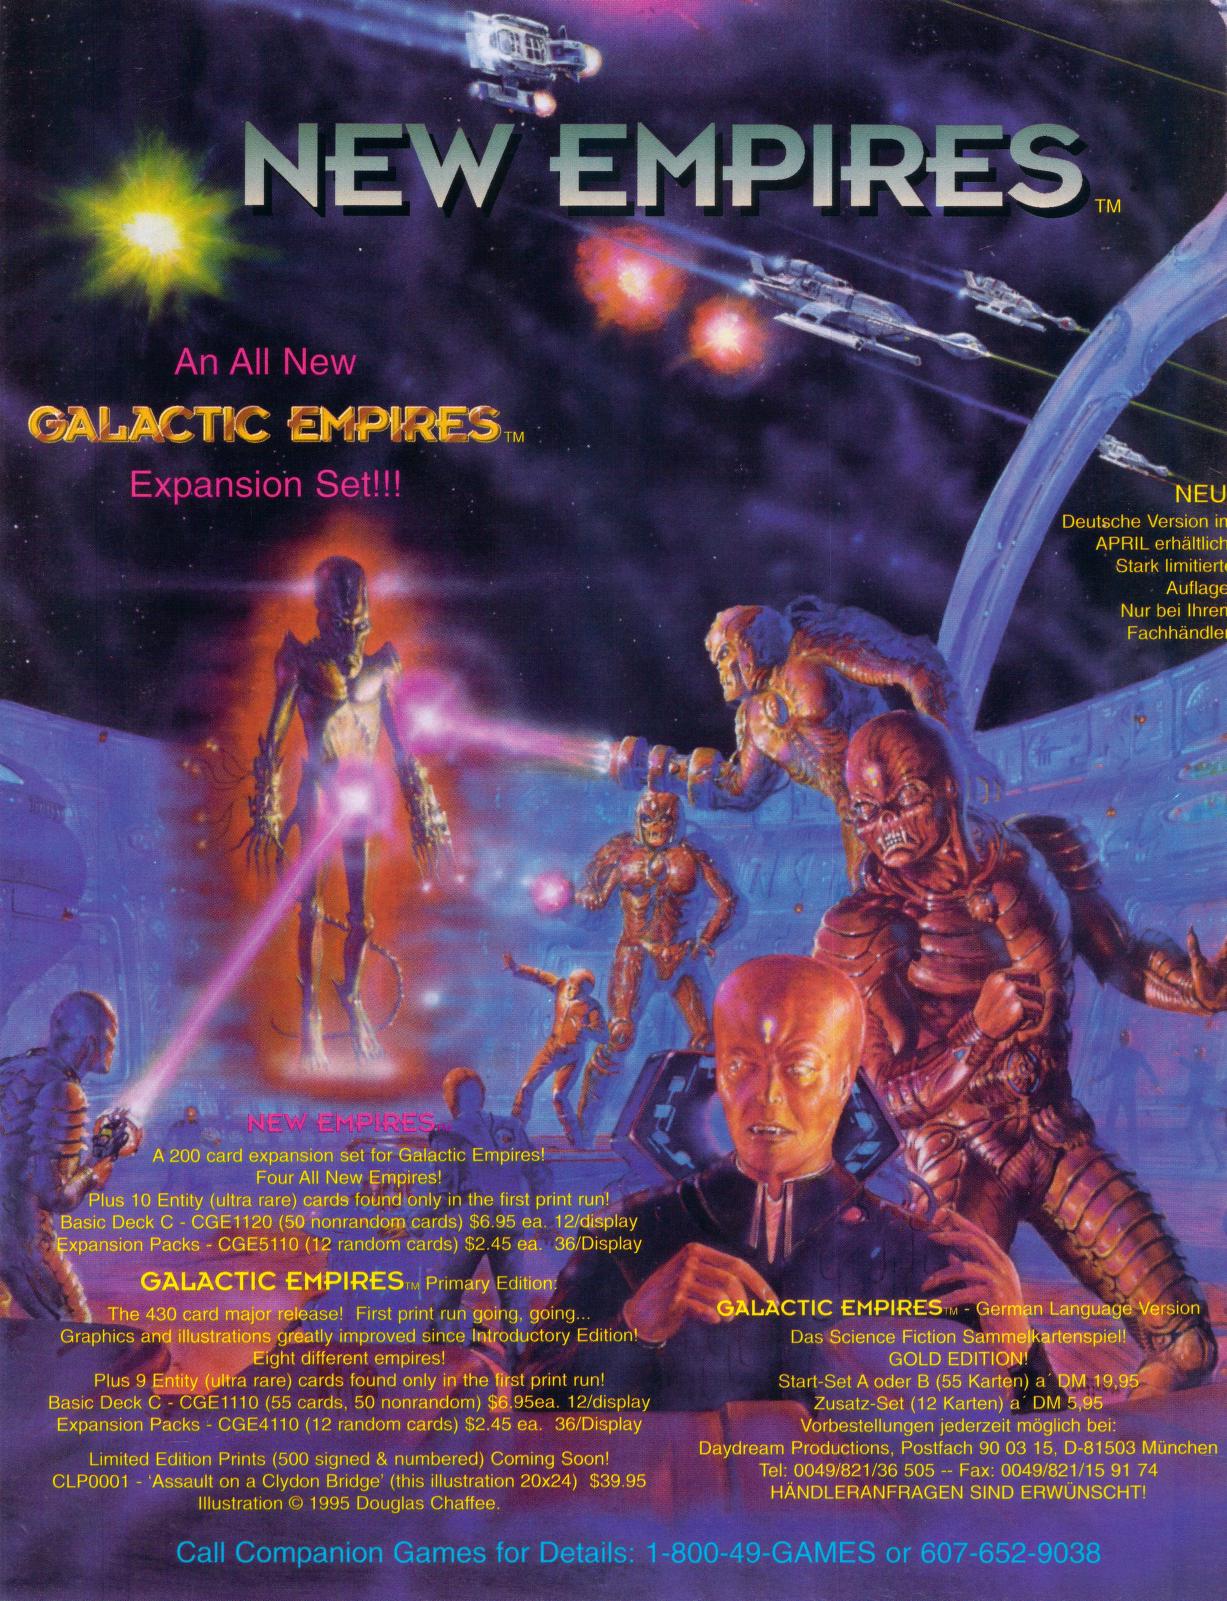 NEW EMPIRES TM
An All New
GALACTIC EMPIRES TM
Expansion Set!!!
NEU
Deutsche Version in
APRIL erhältlich
Stark limitierte
Auflage
Nur bei Ihrem
Fachhändler
NEW EMPIRES TM
A 200 card expansion set for Galactic Empires!
Four All New Empires!
Plus 10 Entity (ultra rare) cards found only in the first print run!
Basic Deck C - CGE1120 (50 nonrandom cards) $6.95 ea. 12/display
Expansion Packs - CGE5110 (12 random cards) $2.45 ea. 36/Display
GALACTIC EMPIRES TM Primary Edition:
The 430 card major release! First print run going, going...
Graphics and illustrations greatly improved since Introductory Edition!
Eight different empires!
Plus 9 Entity (ultra rare) cards found only in the first print run!
Basic Deck C - CGE1110 (55 cards, 50 nonrandom) $6.95ea. 12/display
Expansion Packs - CGE4110 (12 random cards) $2.45 ea. 36/Display
Limited Edition Prints (500 signed & numbered) Coming Soon!
CLP0001 - 'Assault on a Clydon Bridge' (this illustration 20x24) $39.95
Illustration © 1995 Douglas Chaffee.
GALACTIC EMPIRES TM - German Language Version
Das Science Fiction Sammelkartenspiel!
GOLD EDITION!
Start-Set A oder B (55 Karten) a´ DM 19,95
Zusatz-Set (12 Karten) a´ DM 5,95
Vorbestellungen jederzeit möglich bei:
Daydream Productions, Postfach 90 03 15, D-81503 München
Tel: 0049/821/36 505 -- Fax: 0049/821/15 91 74
HÄNDLERANFRAGEN SIND ERWÜNSCHT!
Call Companion Games for Details: 1-800-49-GAMES or 607-652-9038